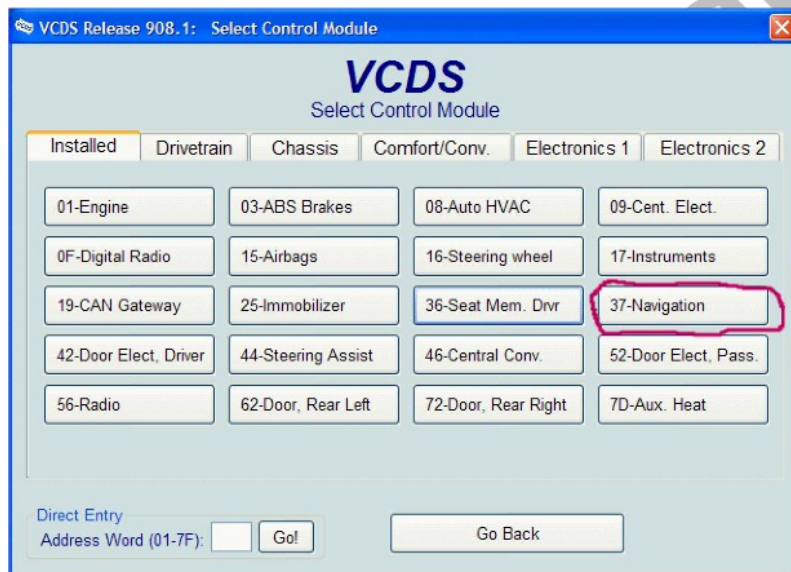 VCDS Release 908.1: Select Control Module
VCDS
Select Control Module
Installed Drivetrain Chassis Comfort/Conv. Electronics 1 Electronics 2
01-Engine 03-ABS Brakes 08-Auto HVAC 09-Cent. Elect.
0F-Digital Radio 15-Airbags 16-Steering wheel 17-Instruments
19-CAN Gateway 25-Immobilizer 36-Seat Mem. Drvr 37-Navigation
42-Door Elect, Driver 44-Steering Assist 46-Central Conv. 52-Door Elect, Pass.
56-Radio 62-Door, Rear Left 72-Door, Rear Right 7D-Aux. Heat
Direct Entry
Address Word (01-7F): Go! Go Back